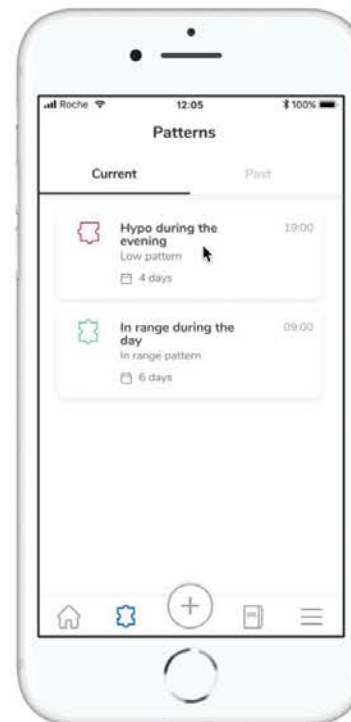 Roche 12:05 100%
Patterns
Current Past
Hypo during the 19:00
evening
Low pattern
4 days
In range during the 09:00
day
In range pattern
6 days